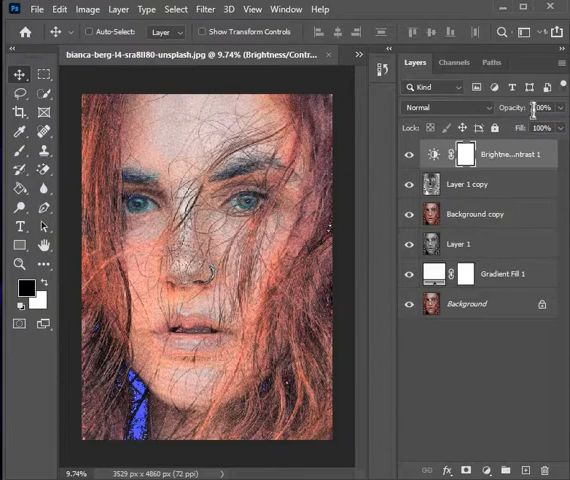 Ps File Edit Image Layer Type Select Filter 3D View Window Help
Auto-Select: Layer Show Transform Controls
bianca-berg-l4-sra8II80-unsplash.jpg @ 9.74% (Brightness/Contr...
Layers Channels Paths
Kind
Normal Opacity: 100%
Lock: Fill: 100%
Brightne...ntrast 1
Layer 1 copy
Background copy
Layer 1
Gradient Fill 1
Background
9.74% 3529 px x 4860 px (72 ppi)
fx